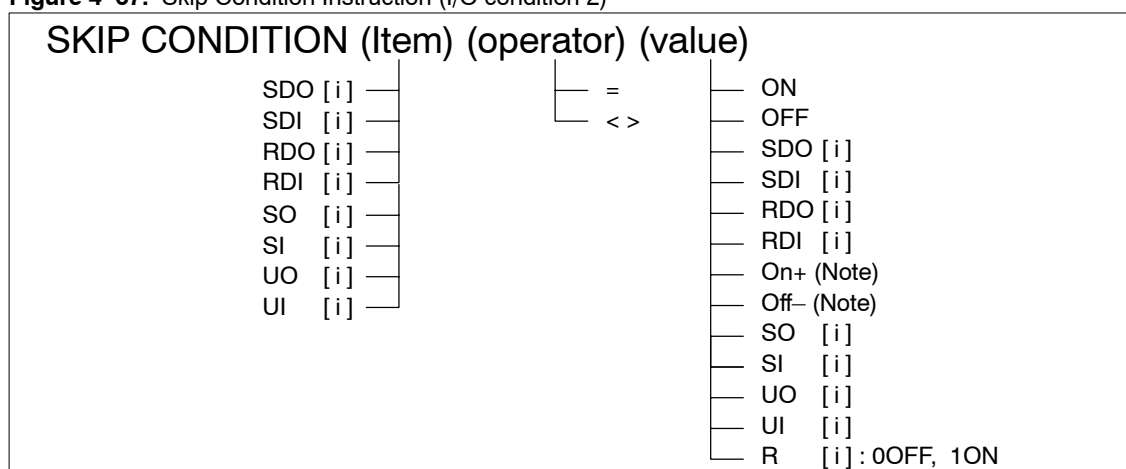 Figure 4–37. Skip Condition Instruction (I/O condition 2)
SKIP CONDITION (Item) (operator) (value)
SDO [ i ]
SDI [ i ]
RDO [ i ]
RDI [ i ]
SO [ i ]
SI [ i ]
UO [ i ]
UI [ i ]
=
< >
ON
OFF
SDO [ i ]
SDI [ i ]
RDO [ i ]
RDI [ i ]
On+ (Note)
Off– (Note)
SO [ i ]
SI [ i ]
UO [ i ]
UI [ i ]
R [ i ] : 0OFF, 1ON